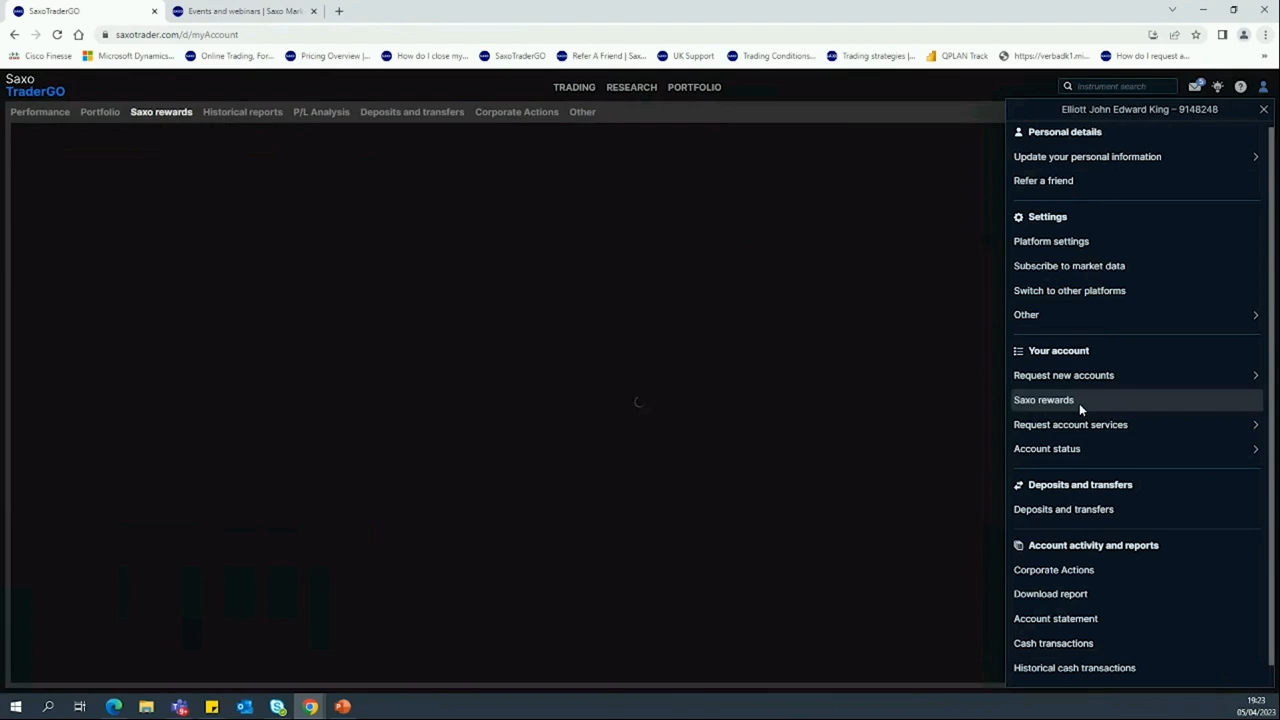 SaxoTraderGO
Events and webinars | Saxo Mark
saxotrader.com/d/myAccount
Cisco Finesse
Microsoft Dynamics...
Online Trading, For...
Pricing Overview |...
How do I close my...
SaxoTraderGO
Refer A Friend | Sax...
UK Support
Trading Conditions...
Trading strategies |...
QPLAN Track
https://verbadk1.mi...
How do I request a...
Saxo
TraderGO
TRADING RESEARCH PORTFOLIO
Instrument search
Performance Portfolio Saxo rewards Historical reports P/L Analysis Deposits and transfers Corporate Actions Other
Elliott John Edward King – 9148248
Personal details
Update your personal information
Refer a friend
Settings
Platform settings
Subscribe to market data
Switch to other platforms
Other
Your account
Request new accounts
Saxo rewards
Request account services
Account status
Deposits and transfers
Deposits and transfers
Account activity and reports
Corporate Actions
Download report
Account statement
Cash transactions
Historical cash transactions
19:23
05/04/2023